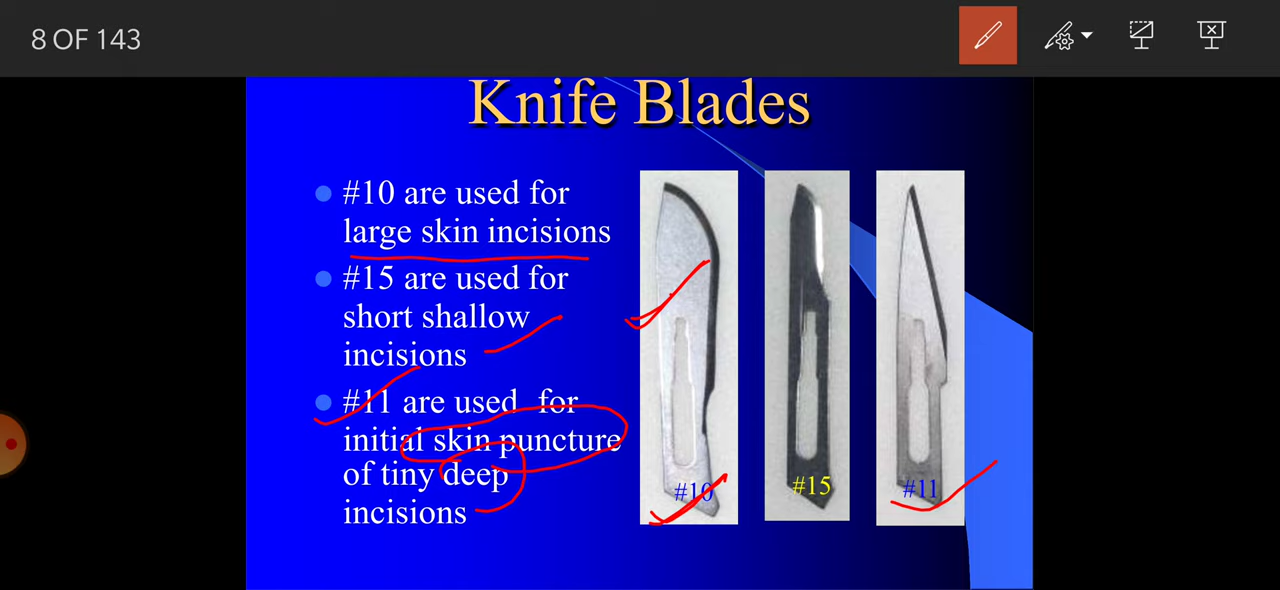 8 OF 143
Knife Blades
#10 are used for
large skin incisions
#15 are used for
short shallow
incisions
#11 are used for
initial skin puncture
of tiny deep
incisions
#10
#15
#11